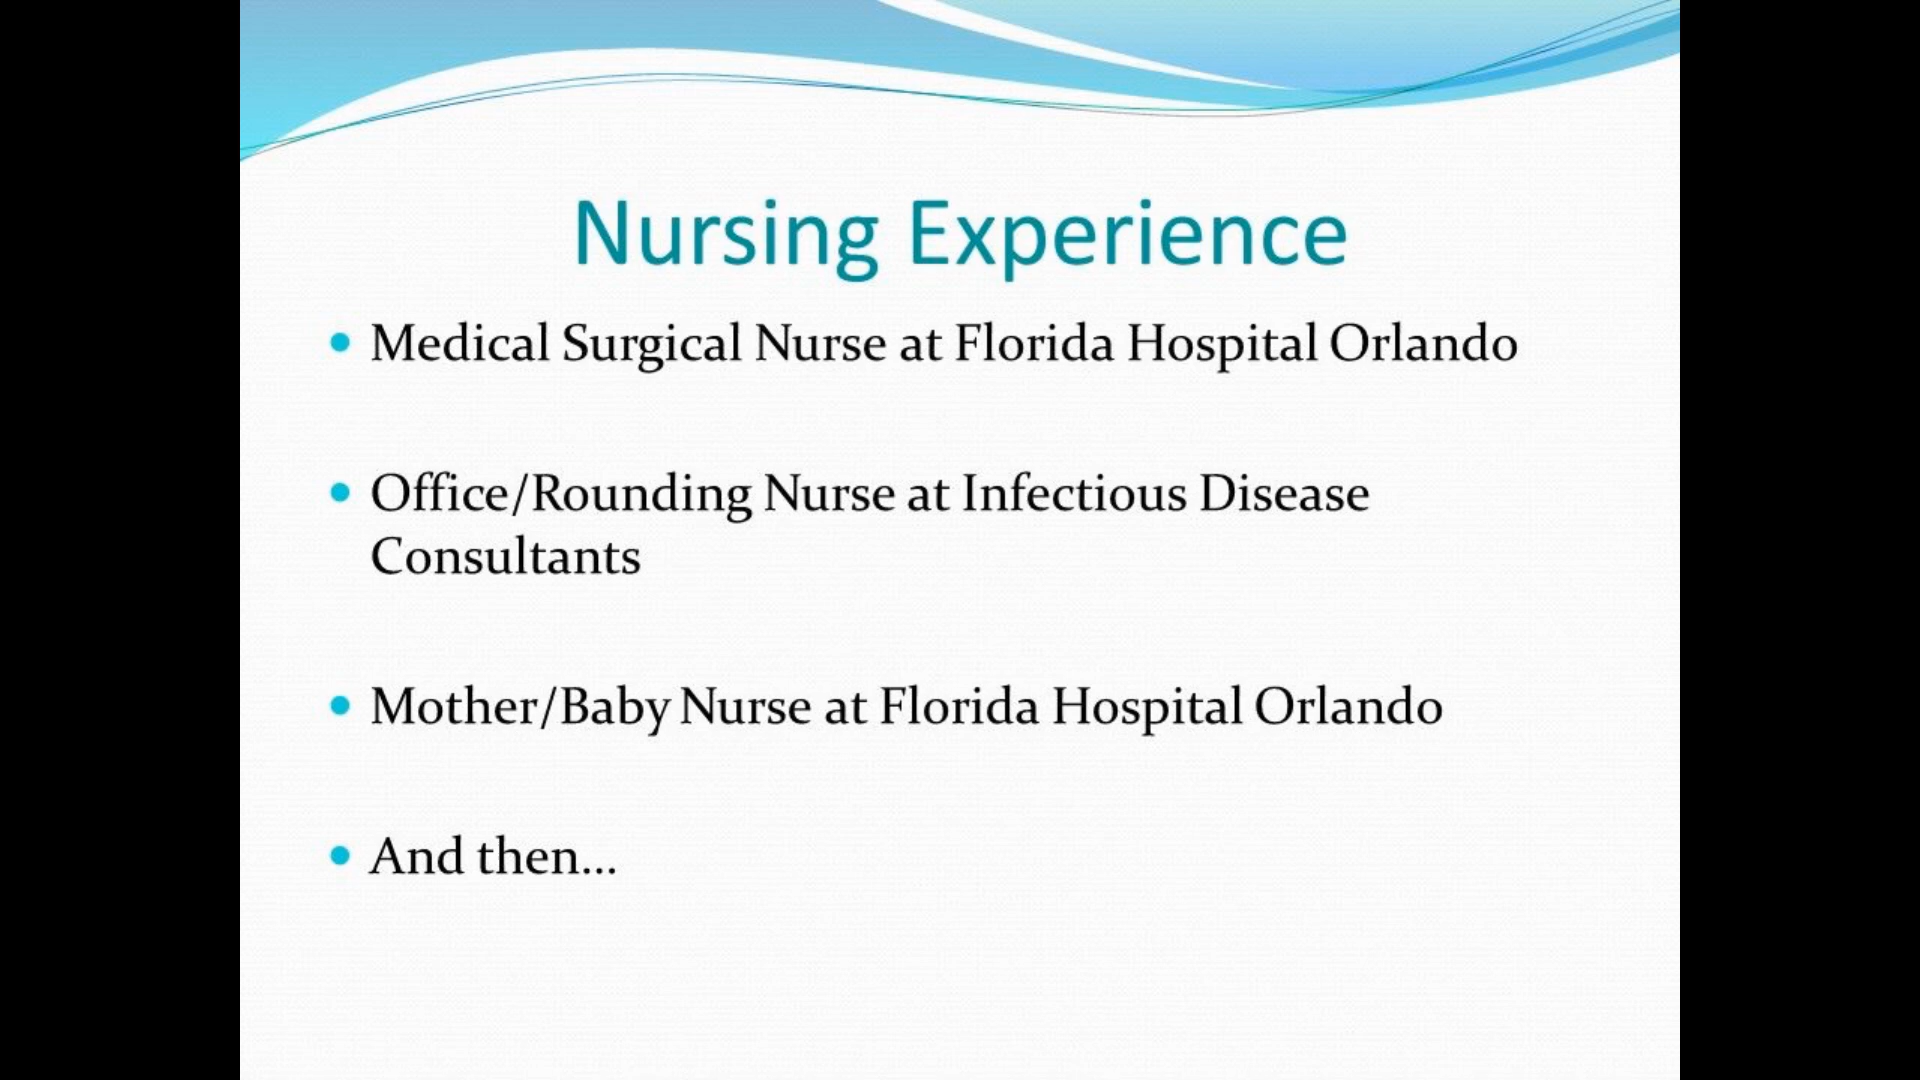 Nursing Experience
• Medical Surgical Nurse at Florida Hospital Orlando
• Office/Rounding Nurse at Infectious Disease
Consultants
• Mother/Baby Nurse at Florida Hospital Orlando
• And then...